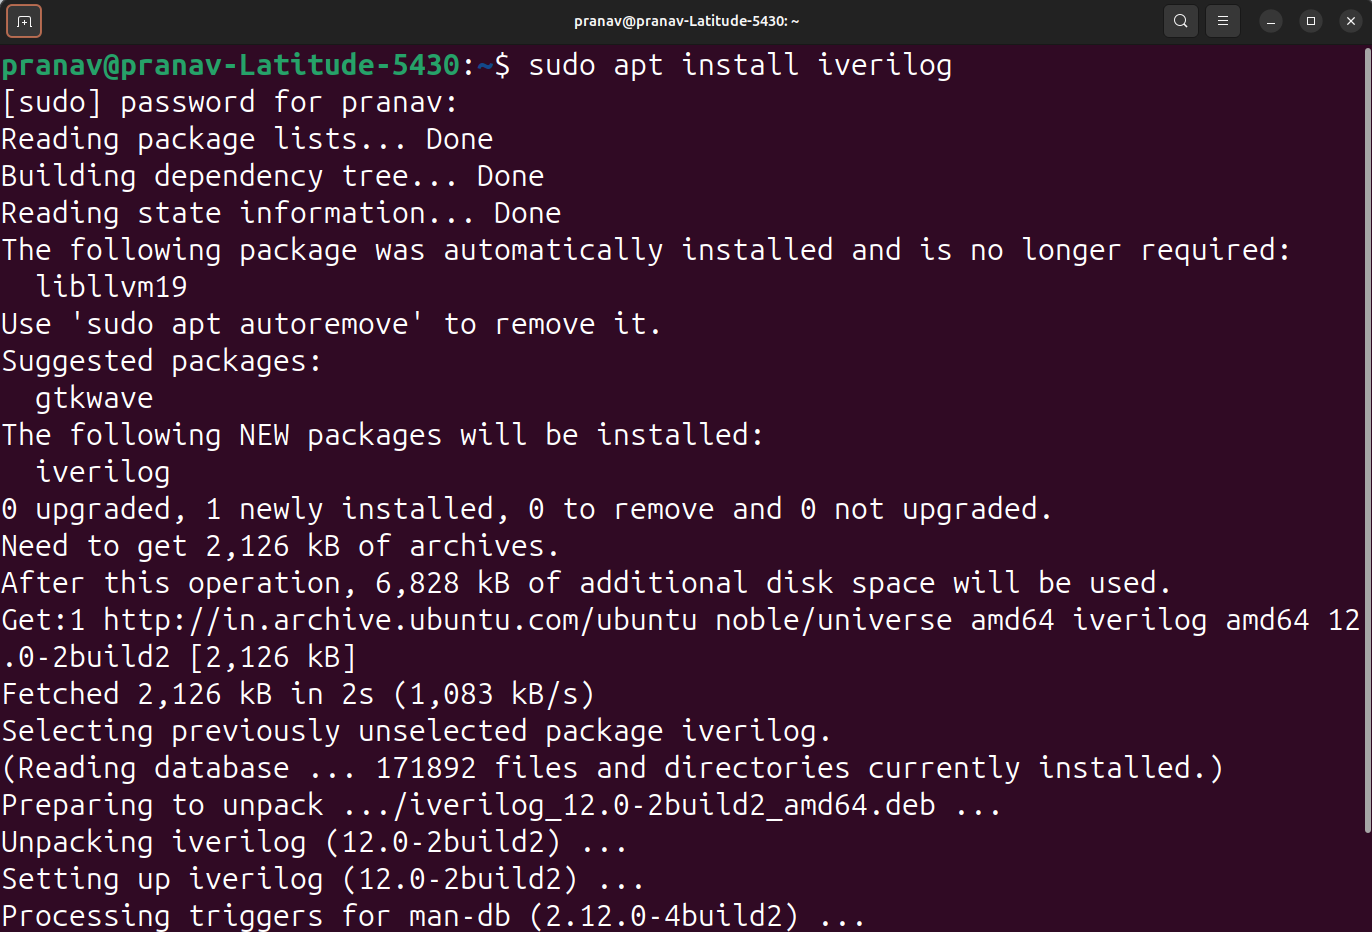 pranav@pranav-Latitude-5430: ~
pranav@pranav-Latitude-5430:~$ sudo apt install iverilog
[sudo] password for pranav:
Reading package lists... Done
Building dependency tree... Done
Reading state information... Done
The following package was automatically installed and is no longer required:
  libllvm19
Use 'sudo apt autoremove' to remove it.
Suggested packages:
  gtkwave
The following NEW packages will be installed:
  iverilog
0 upgraded, 1 newly installed, 0 to remove and 0 not upgraded.
Need to get 2,126 kB of archives.
After this operation, 6,828 kB of additional disk space will be used.
Get:1 http://in.archive.ubuntu.com/ubuntu noble/universe amd64 iverilog amd64 12
.0-2build2 [2,126 kB]
Fetched 2,126 kB in 2s (1,083 kB/s)
Selecting previously unselected package iverilog.
(Reading database ... 171892 files and directories currently installed.)
Preparing to unpack .../iverilog_12.0-2build2_amd64.deb ...
Unpacking iverilog (12.0-2build2) ...
Setting up iverilog (12.0-2build2) ...
Processing triggers for man-db (2.12.0-4build2) ...